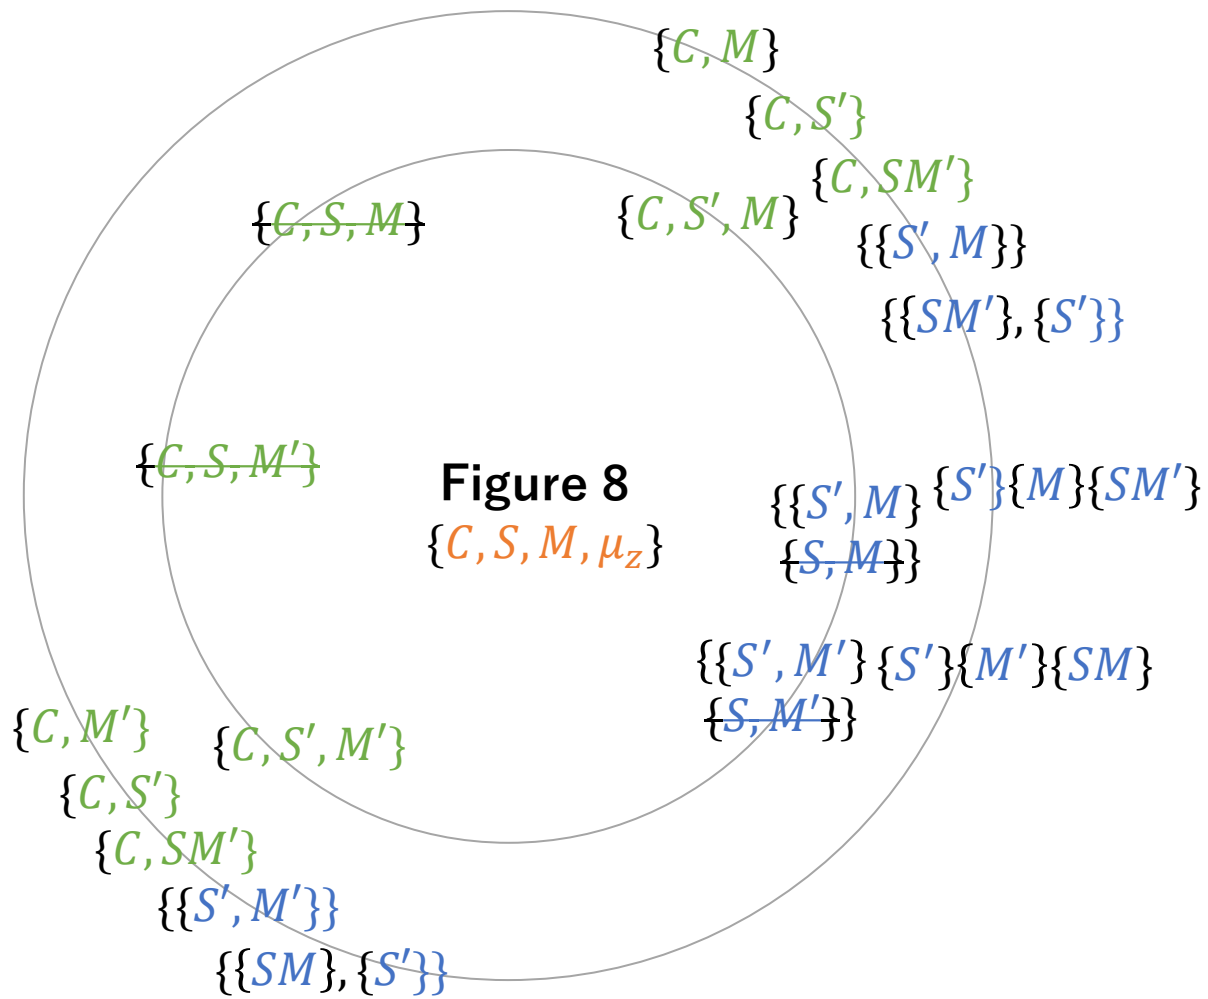 {C, M}
{C, S′}
{C, SM′}
{C, S, M}
{C, S′, M}
{{S′, M}}
{{SM′}, {S′}}
{C, S, M′}
Figure 8
{C, S, M, μz}
{{S′, M}
{S, M}}
{S′}{M}{SM′}
{{S′, M′}
{S, M′}}
{S′}{M′}{SM}
{C, M′}
{C, S′, M′}
{C, S′}
{C, SM′}
{{S′, M′}}
{{SM}, {S′}}